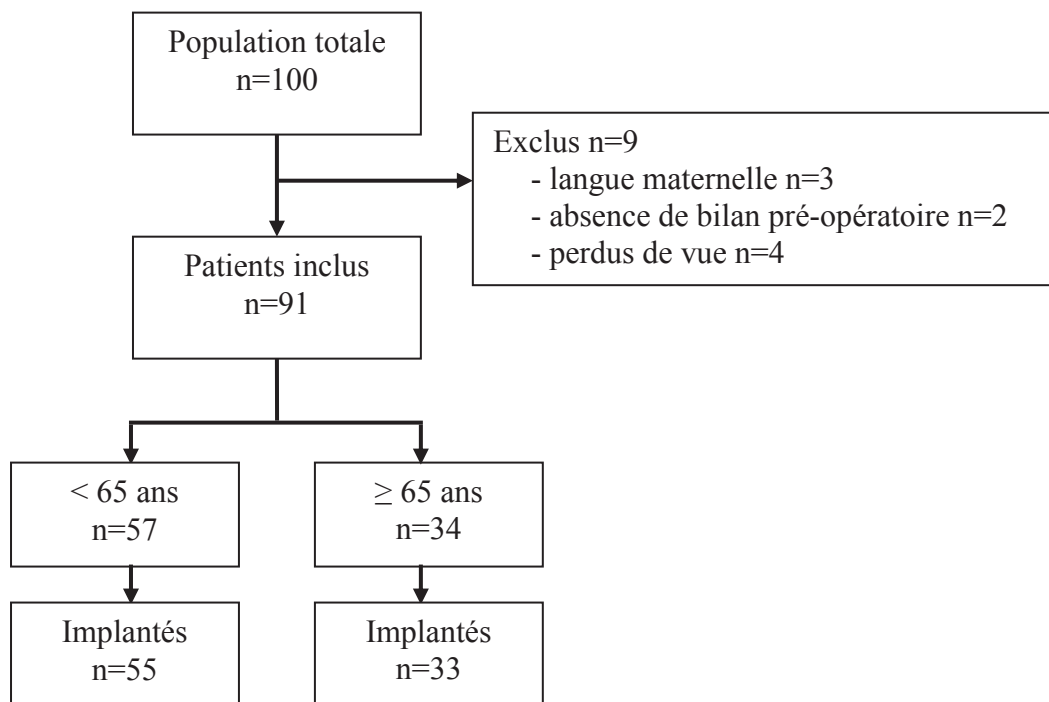 Population totale
n=100
Exclus n=9
- langue maternelle n=3
- absence de bilan pré-opératoire n=2
- perdus de vue n=4
Patients inclus
n=91
< 65 ans
n=57
≥ 65 ans
n=34
Implantés
n=55
Implantés
n=33